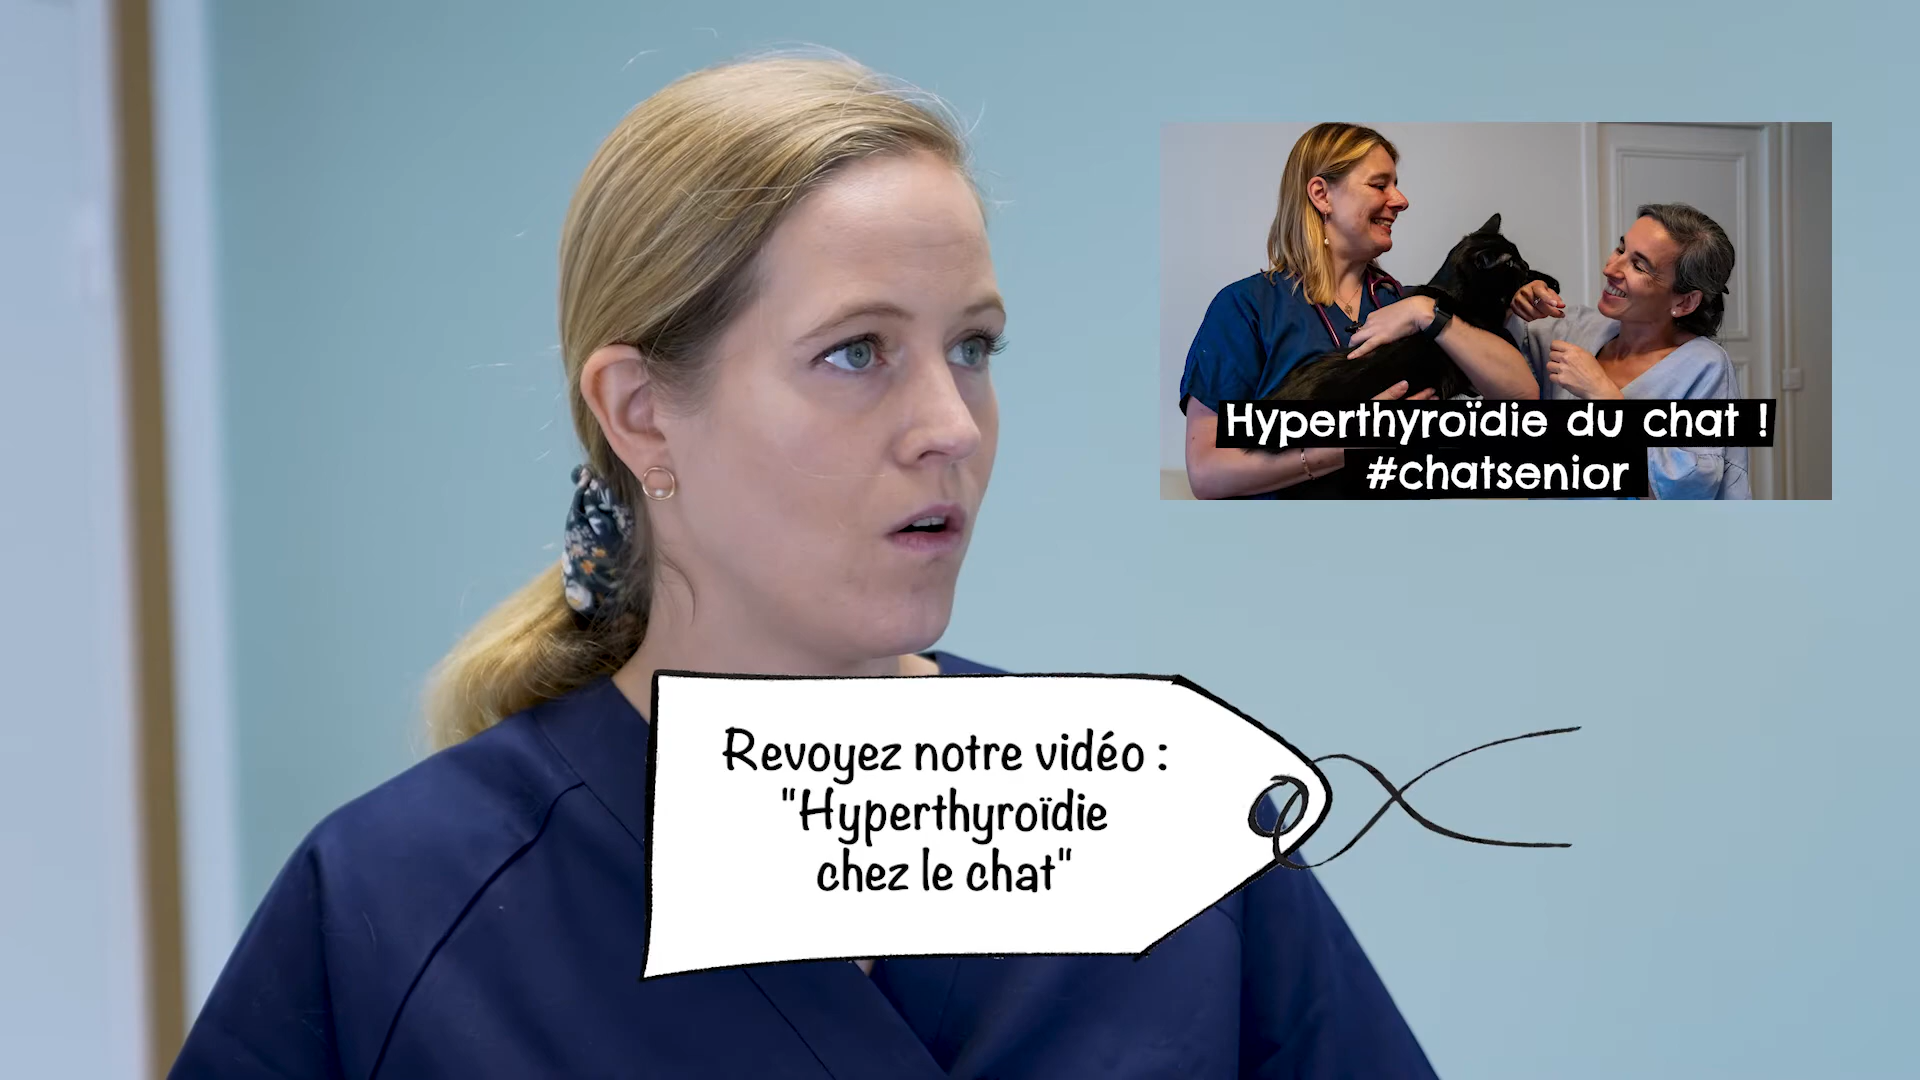 Hyperthyroïdie du chat !
#chatsenior
Revoyez notre vidéo :
"Hyperthyroïdie
chez le chat"